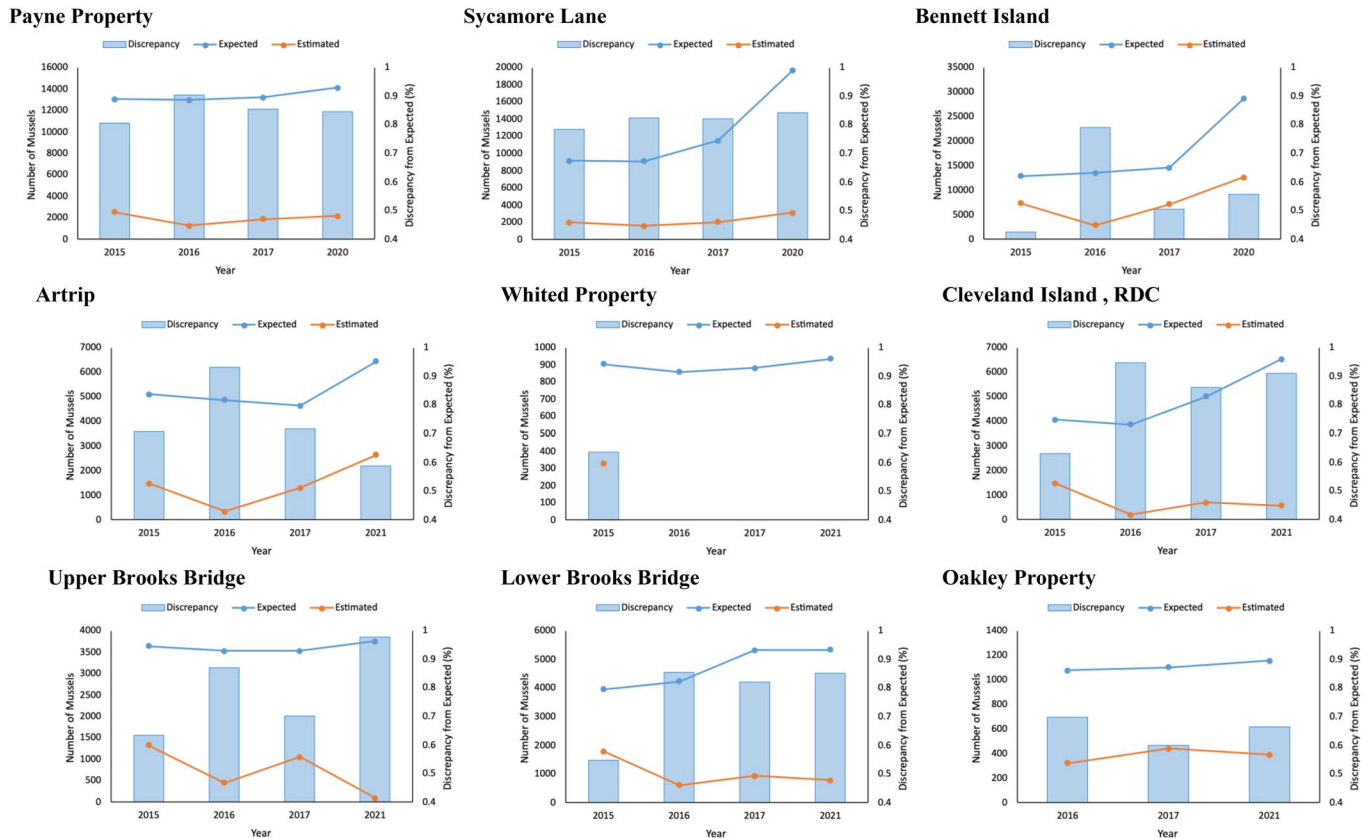 Payne Property
Discrepancy Expected Estimated
Number of Mussels
16000
14000
12000
10000
8000
6000
4000
2000
0
1
0.9
0.8
0.7
0.6
0.5
0.4
Discrepancy from Expected (%)
2015 2016 2017 2020
Year
Sycamore Lane
Discrepancy Expected Estimated
Number of Mussels
20000
18000
16000
14000
12000
10000
8000
6000
4000
2000
0
1
0.9
0.8
0.7
0.6
0.5
0.4
Discrepancy from Expected (%)
2015 2016 2017 2020
Year
Bennett Island
Discrepancy Expected Estimated
Number of Mussels
35000
30000
25000
20000
15000
10000
5000
0
1
0.9
0.8
0.7
0.6
0.5
0.4
Discrepancy from Expected (%)
2015 2016 2017 2020
Year
Artrip
Discrepancy Expected Estimated
Number of Mussels
7000
6000
5000
4000
3000
2000
1000
0
1
0.9
0.8
0.7
0.6
0.5
0.4
Discrepancy from Expected (%)
2015 2016 2017 2021
Year
Whited Property
Discrepancy Expected Estimated
Number of Mussels
1000
900
800
700
600
500
400
300
200
100
0
1
0.9
0.8
0.7
0.6
0.5
0.4
Discrepancy from Expected (%)
2015 2016 2017 2021
Year
Cleveland Island , RDC
Discrepancy Expected Estimated
Number of Mussels
7000
6000
5000
4000
3000
2000
1000
0
1
0.9
0.8
0.7
0.6
0.5
0.4
Discrepancy from Expected (%)
2015 2016 2017 2021
Year
Upper Brooks Bridge
Discrepancy Expected Estimated
Number of Mussels
4000
3500
3000
2500
2000
1500
1000
500
0
1
0.9
0.8
0.7
0.6
0.5
0.4
Discrepancy from Expected (%)
2015 2016 2017 2021
Year
Lower Brooks Bridge
Discrepancy Expected Estimated
Number of Mussels
6000
5000
4000
3000
2000
1000
0
1
0.9
0.8
0.7
0.6
0.5
0.4
Discrepancy from Expected (%)
2015 2016 2017 2021
Year
Oakley Property
Discrepancy Expected Estimated
Number of Mussels
1400
1200
1000
800
600
400
200
0
1
0.9
0.8
0.7
0.6
0.5
0.4
Discrepancy from Expected (%)
2016 2017 2021
Year